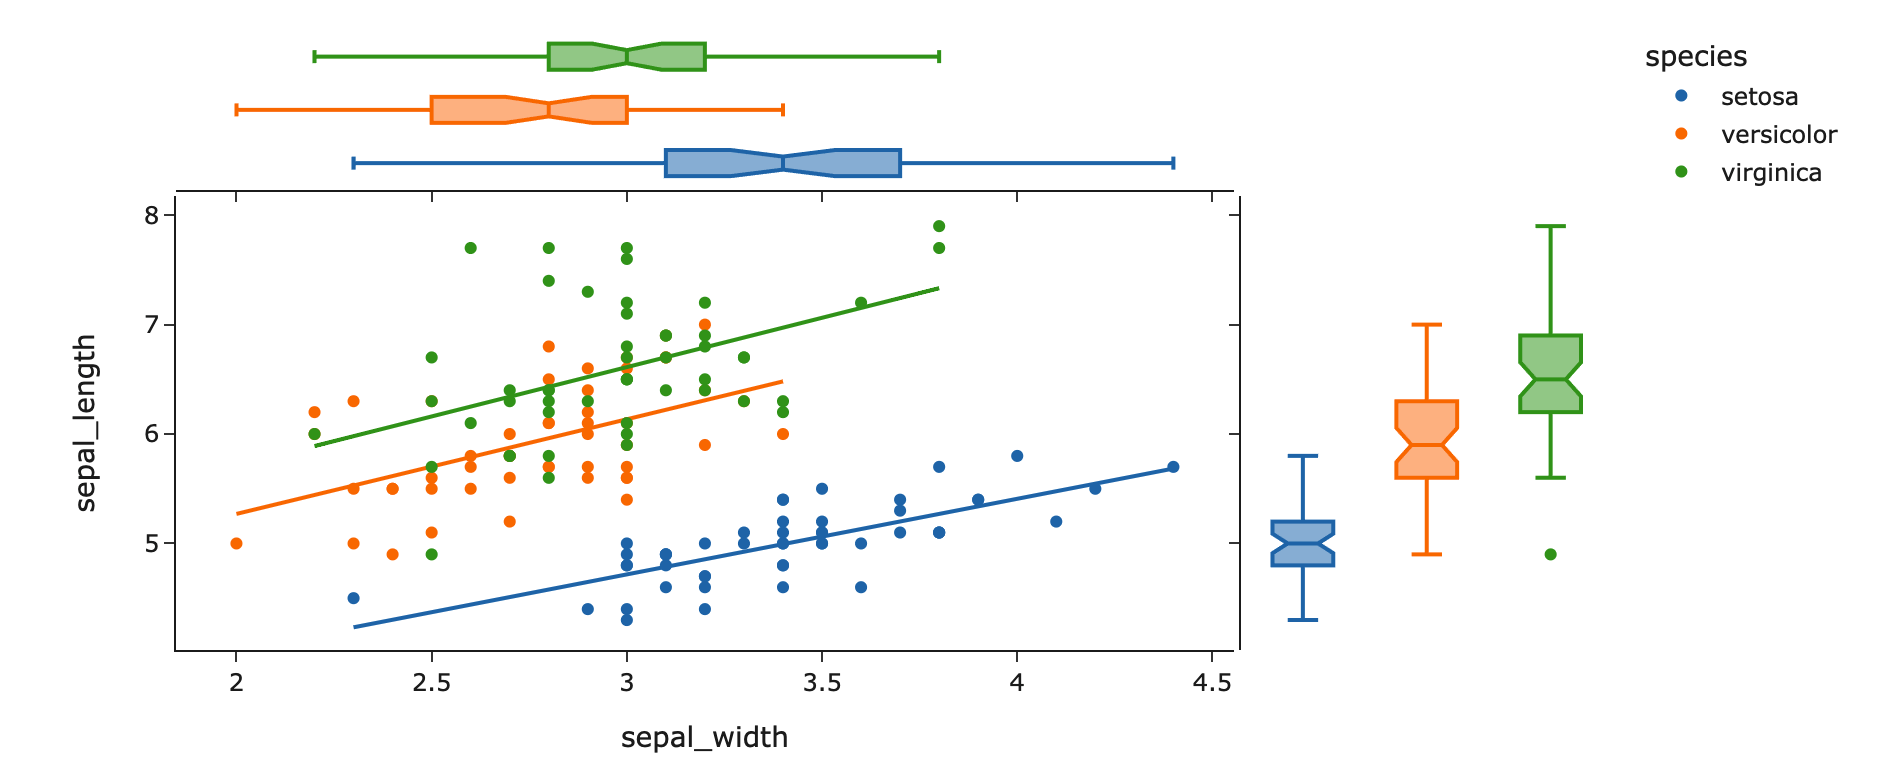 species
setosa
versicolor
virginica
8
7
6
5
sepal_length
2 2.5 3 3.5 4 4.5
sepal_width